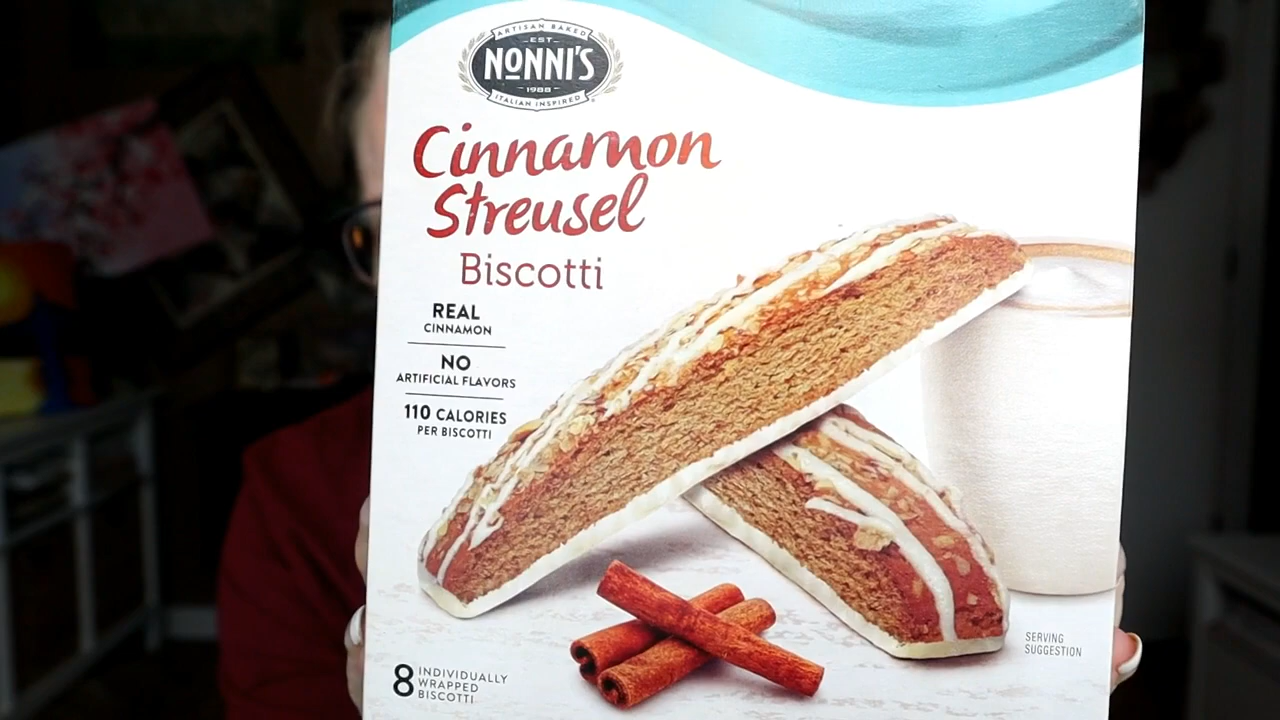 ARTISAN BAKED
EST
NONNI'S
1988
ITALIAN INSPIRED
Cinnamon
Streusel
Biscotti
REAL
CINNAMON
NO
ARTIFICIAL FLAVORS
110 CALORIES
PER BISCOTTI
SERVING
SUGGESTION
8 INDIVIDUALLY
WRAPPED
BISCOTTI